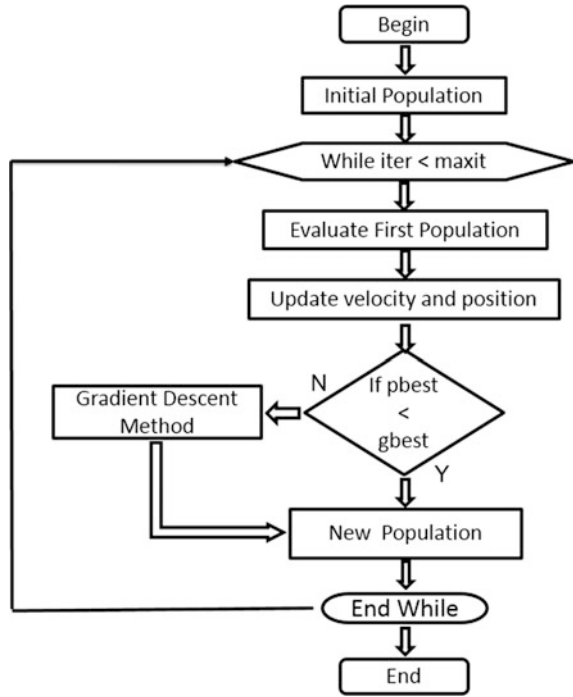 Begin
Initial Population
While iter < maxit
Evaluate First Population
Update velocity and position
N
If pbest
<
gbest
Gradient Descent
Method
Y
New Population
End While
End